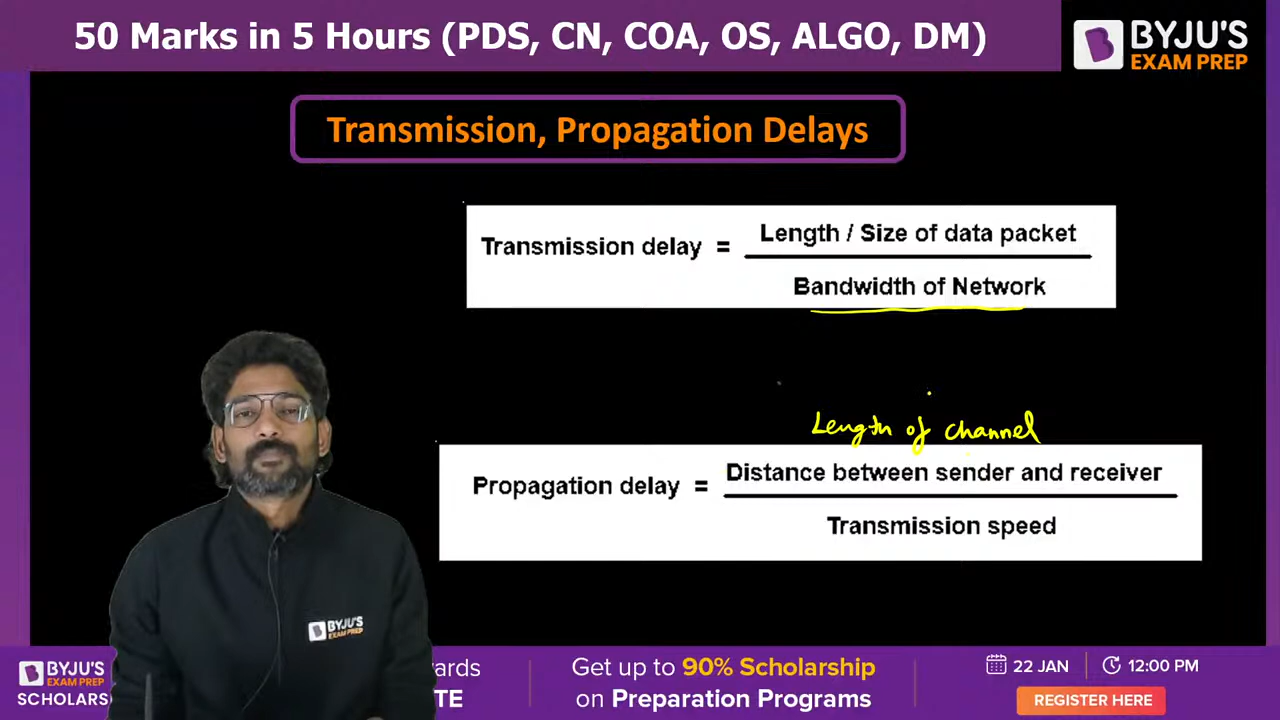 50 Marks in 5 Hours (PDS, CN, COA, OS, ALGO, DM)
BYJU'S
EXAM PREP
Transmission, Propagation Delays
Transmission delay = Length / Size of data packet
Bandwidth of Network
Length of channel
Propagation delay = Distance between sender and receiver
Transmission speed
BYJU'S
EXAM PREP
BYJU'S
EXAM PREP
SCHOLARS
wards
TE
Get up to 90% Scholarship
on Preparation Programs
22 JAN
12:00 PM
REGISTER HERE